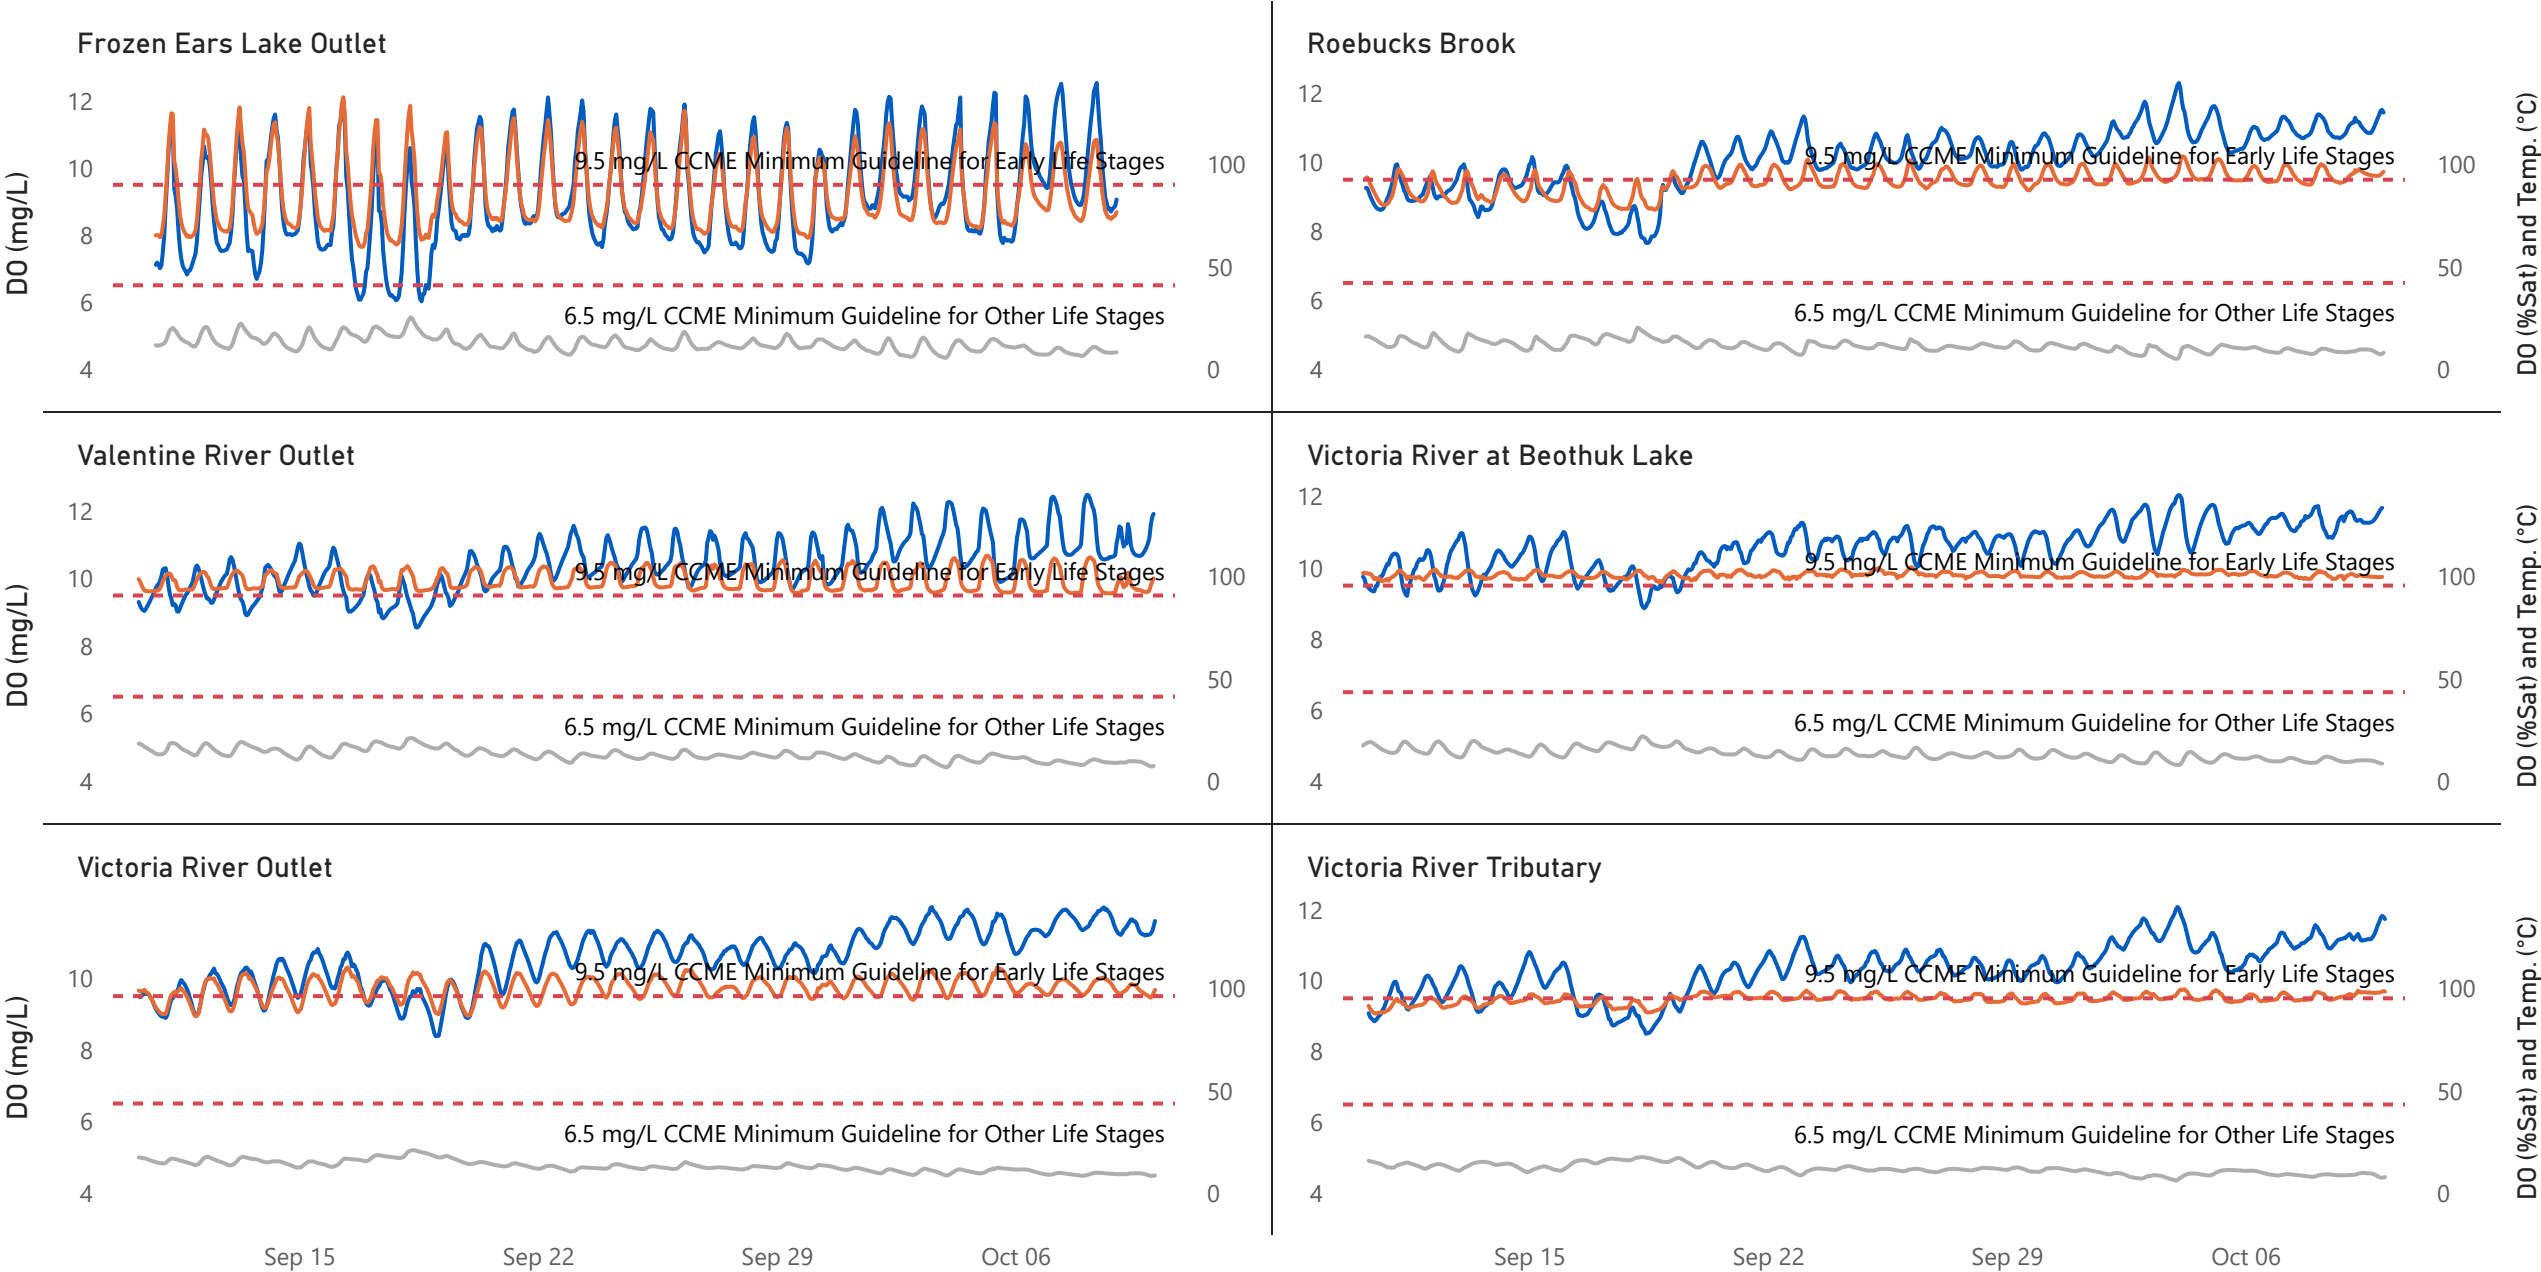 Frozen Ears Lake Outlet
12
10
8
6
4
100
50
0
DO (mg/L)
9.5 mg/L CCME Minimum Guideline for Early Life Stages
6.5 mg/L CCME Minimum Guideline for Other Life Stages
Roebucks Brook
12
10
8
6
4
100
50
0
DO (%Sat) and Temp. (°C)
9.5 mg/L CCME Minimum Guideline for Early Life Stages
6.5 mg/L CCME Minimum Guideline for Other Life Stages
Valentine River Outlet
12
10
8
6
4
100
50
0
DO (mg/L)
9.5 mg/L CCME Minimum Guideline for Early Life Stages
6.5 mg/L CCME Minimum Guideline for Other Life Stages
Victoria River at Beothuk Lake
12
10
8
6
4
100
50
0
DO (%Sat) and Temp. (°C)
9.5 mg/L CCME Minimum Guideline for Early Life Stages
6.5 mg/L CCME Minimum Guideline for Other Life Stages
Victoria River Outlet
10
8
6
4
100
50
0
DO (mg/L)
9.5 mg/L CCME Minimum Guideline for Early Life Stages
6.5 mg/L CCME Minimum Guideline for Other Life Stages
Victoria River Tributary
12
10
8
6
4
100
50
0
DO (%Sat) and Temp. (°C)
9.5 mg/L CCME Minimum Guideline for Early Life Stages
6.5 mg/L CCME Minimum Guideline for Other Life Stages
Sep 15
Sep 22
Sep 29
Oct 06
Sep 15
Sep 22
Sep 29
Oct 06